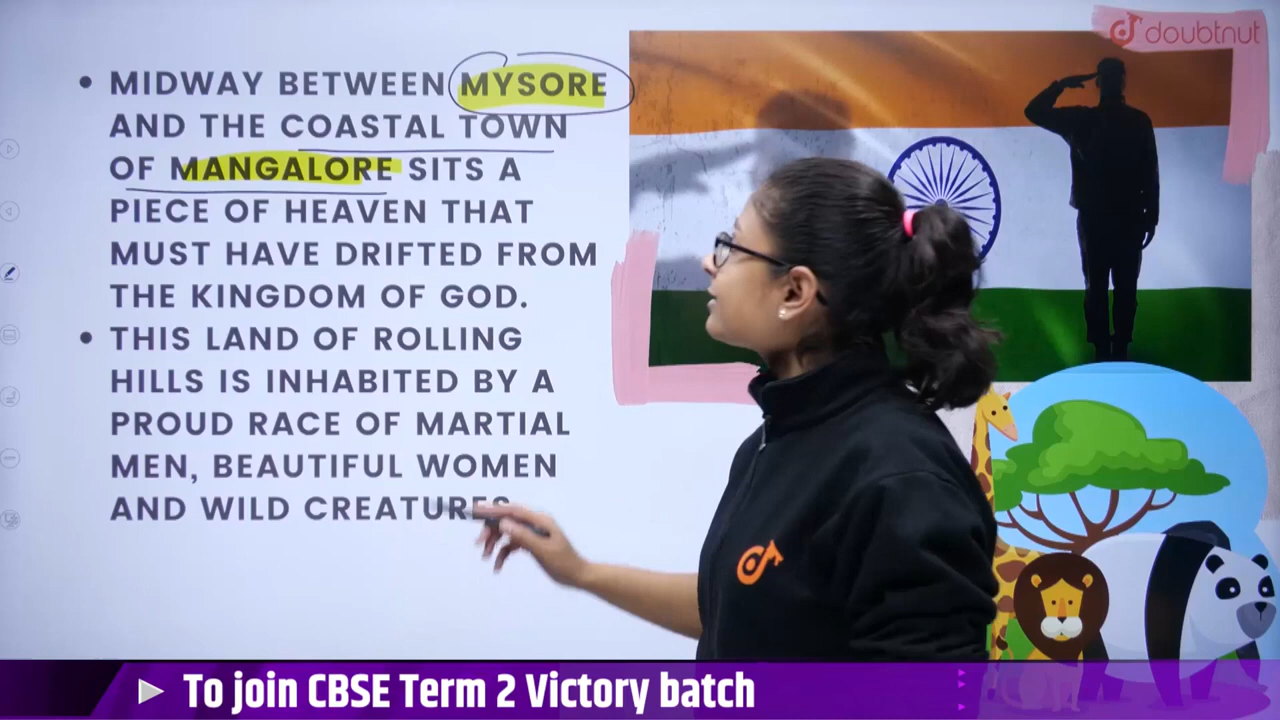 doubtnut
MIDWAY BETWEEN MYSORE
AND THE COASTAL TOWN
OF MANGALORE SITS A
PIECE OF HEAVEN THAT
MUST HAVE DRIFTED FROM
THE KINGDOM OF GOD.
THIS LAND OF ROLLING
HILLS IS INHABITED BY A
PROUD RACE OF MARTIAL
MEN, BEAUTIFUL WOMEN
AND WILD CREATURES
To join CBSE Term 2 Victory batch